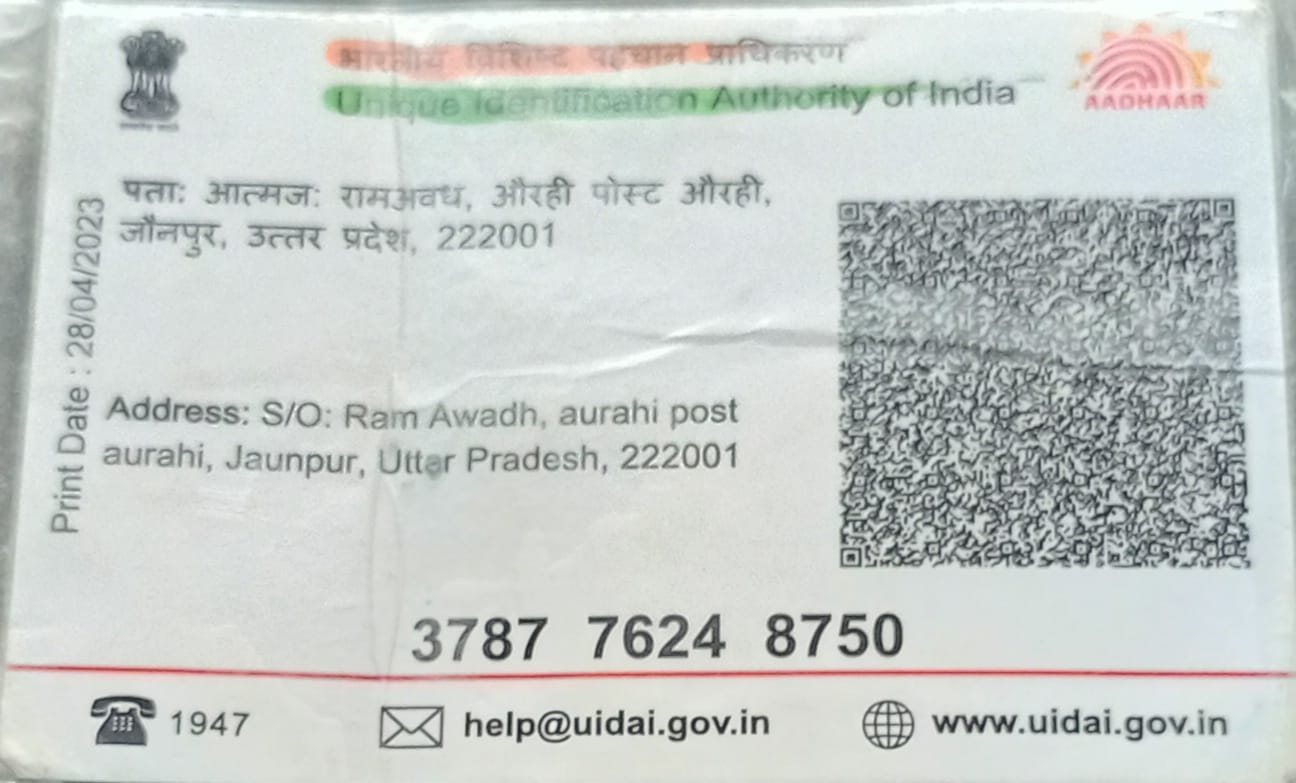 भारतीय विशिष्ट पहचान प्राधिकरण
Unique Identification Authority of India
AADHAAR
Print Date : 28/04/2023
पता: आत्मज: रामअवध, औरही पोस्ट औरही,
जौनपुर, उत्तर प्रदेश, 222001
Address: S/O: Ram Awadh, aurahi post
aurahi, Jaunpur, Uttar Pradesh, 222001
3787 7624 8750
1947
help@uidai.gov.in
www.uidai.gov.in